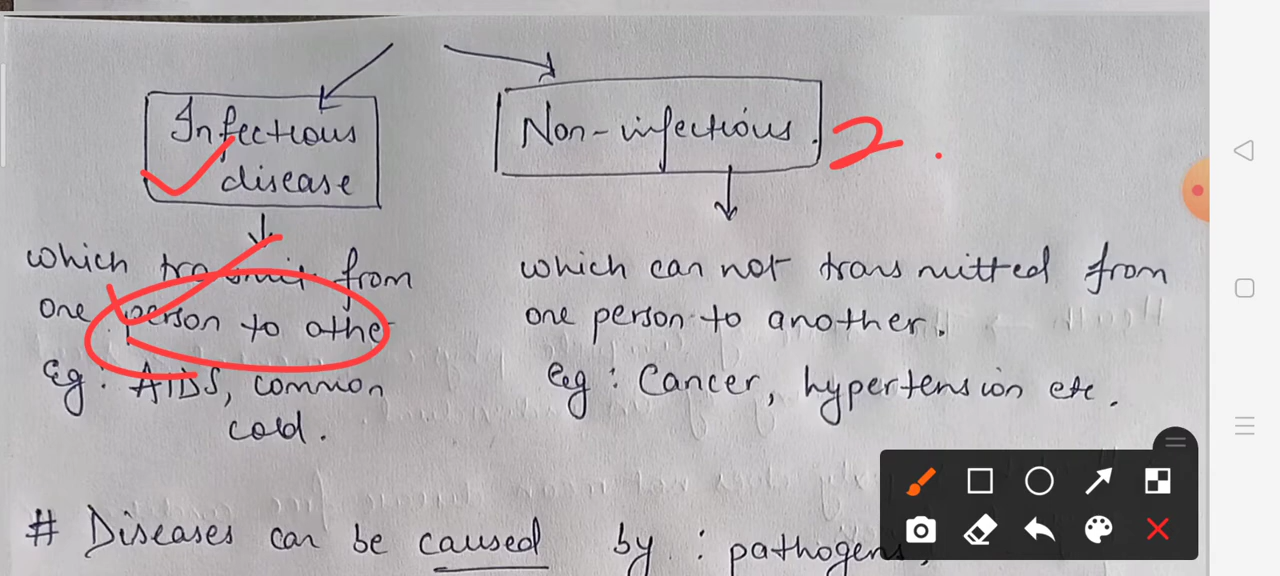 Infectious
disease
Non-infectious.
2.
which transmit from
one person to othe
Eg: AIDS, common
cold.
which can not transmitted from
one person to another.
Eg: Cancer, hypertension etc.
# Diseases can be caused by: pathogens,